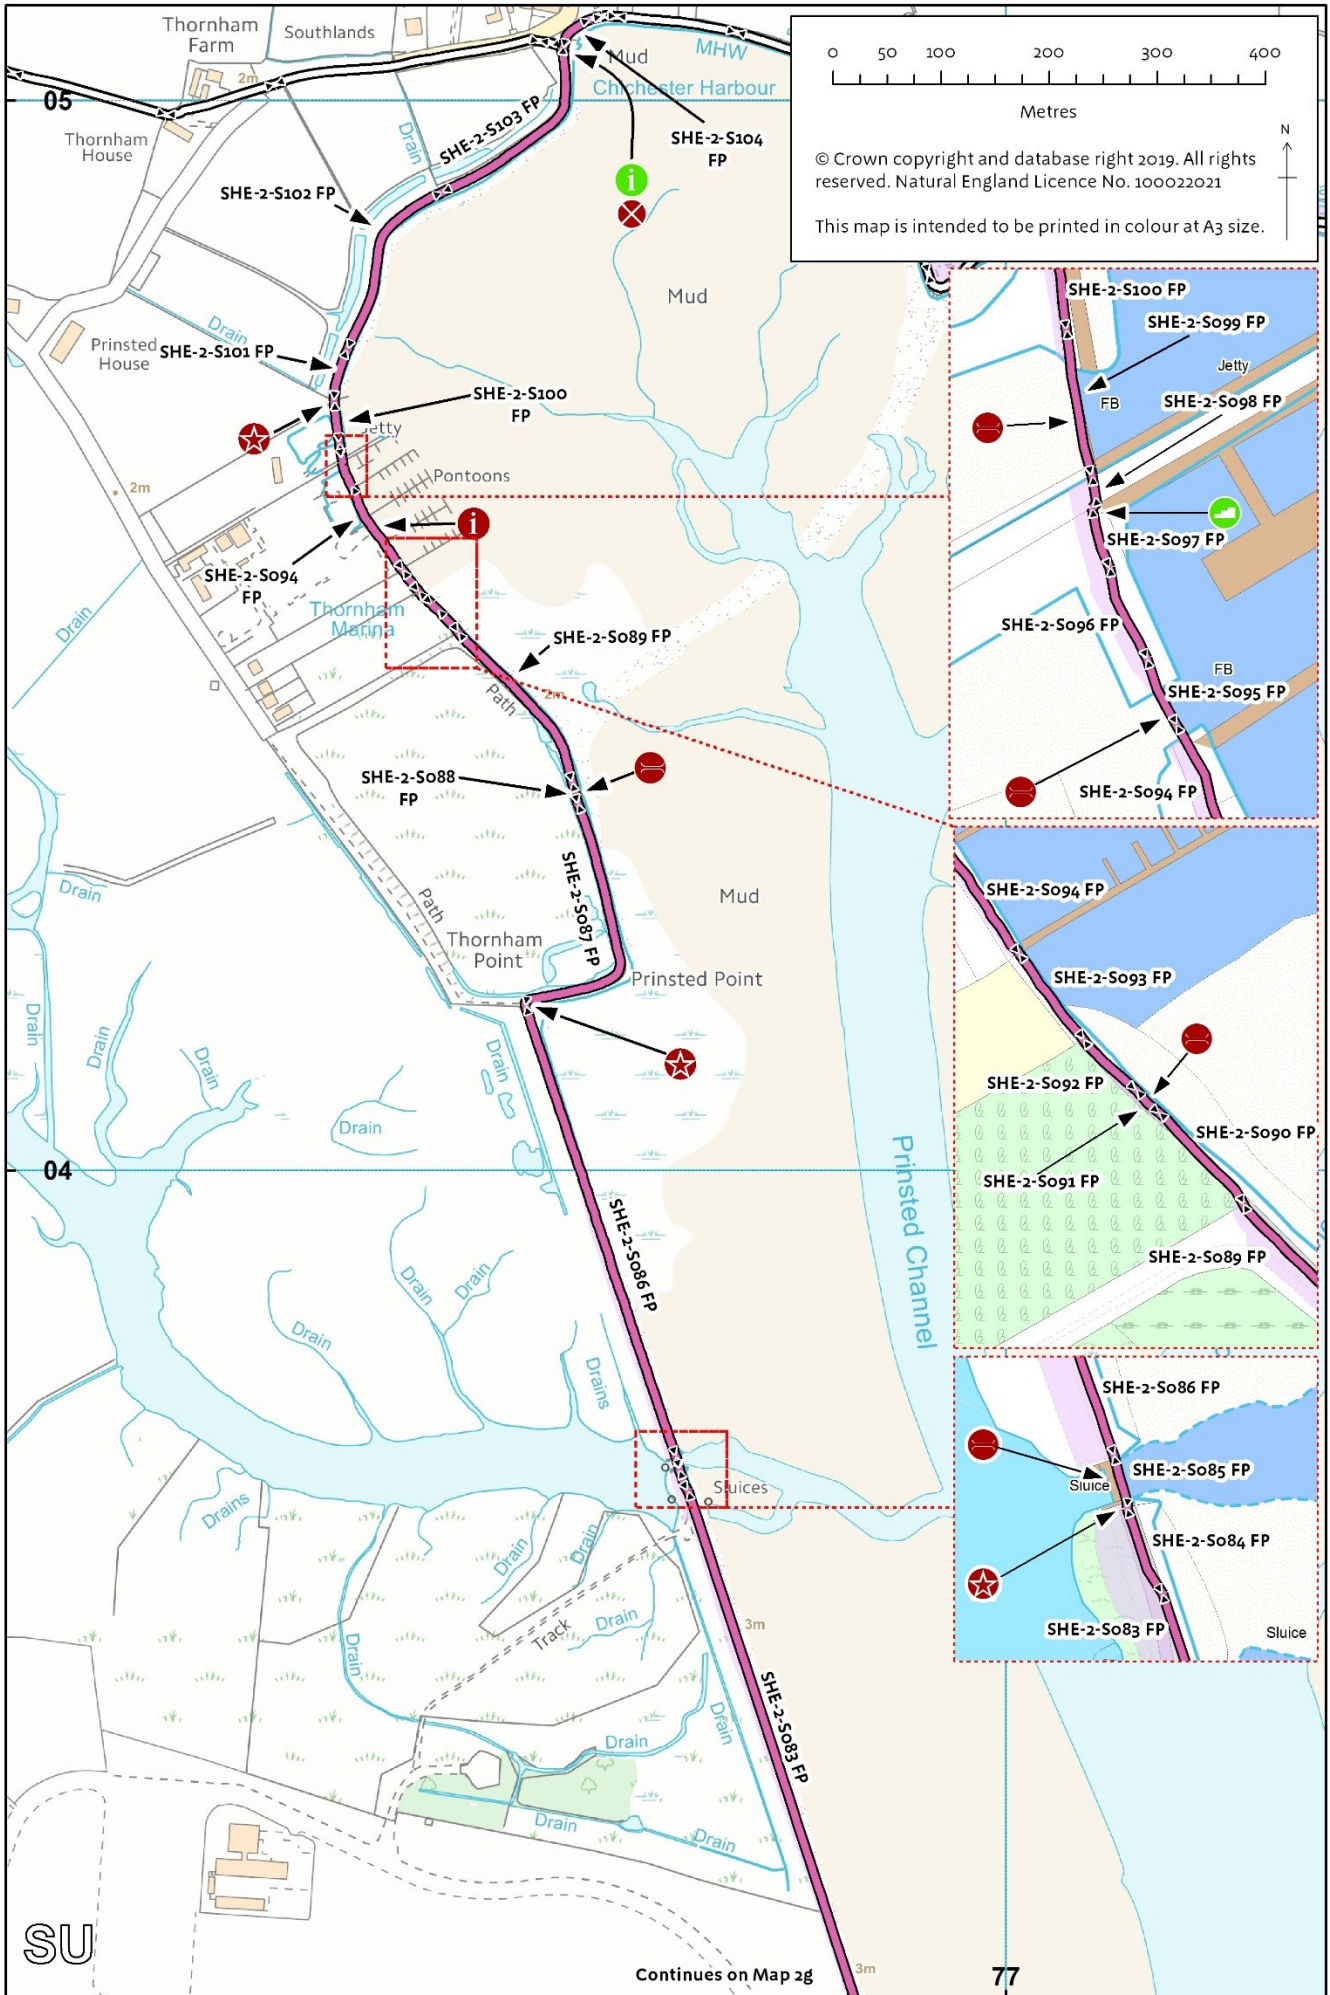 Thornham
Farm
Southlands
2m
Mud
MHW
Chichester Harbour
05
Thornham
House
Drain
SHE-2-S103 FP
SHE-2-S104
FP
i
SHE-2-S102 FP
0 50 100 200 300 400
Metres
N
© Crown copyright and database right 2019. All rights
reserved. Natural England Licence No. 100022021
This map is intended to be printed in colour at A3 size.
Mud
Drain
Prinsted
House
SHE-2-S101 FP
SHE-2-S100
FP
Jetty
Pontoons
2m
i
SHE-2-S094
FP
Thornham
Marina
Drain
SHE-2-S089 FP
Path
2m
SHE-2-S088
FP
SHE-2-S087 FP
Drain
Path
Mud
Thornham
Point
Prinsted Point
Drain
Drain
Drain
Drain
Drain
04
Prinsted Channel
SHE-2-S086 FP
Drain
Drain
Drain
Drains
Sluices
Drains
Drain
Drain
Drain
Track
Drain
3m
SHE-2-S083 FP
Drain
Drain
Drain
Drain
SU
Continues on Map 2g
3m
77
SHE-2-S100 FP
SHE-2-S099 FP
Jetty
FB
SHE-2-S098 FP
SHE-2-S097 FP
SHE-2-S096 FP
FB
SHE-2-S095 FP
SHE-2-S094 FP
SHE-2-S094 FP
SHE-2-S093 FP
SHE-2-S092 FP
SHE-2-S090 FP
SHE-2-S091 FP
SHE-2-S089 FP
SHE-2-S086 FP
SHE-2-S085 FP
Sluice
SHE-2-S084 FP
SHE-2-S083 FP
Sluice